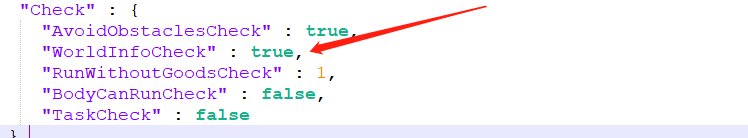 "Check" : {
"AvoidObstaclesCheck" : true,
"WorldInfoCheck" : true,
"RunWithoutGoodsCheck" : 1,
"BodyCanRunCheck" : false,
"TaskCheck" : false
}